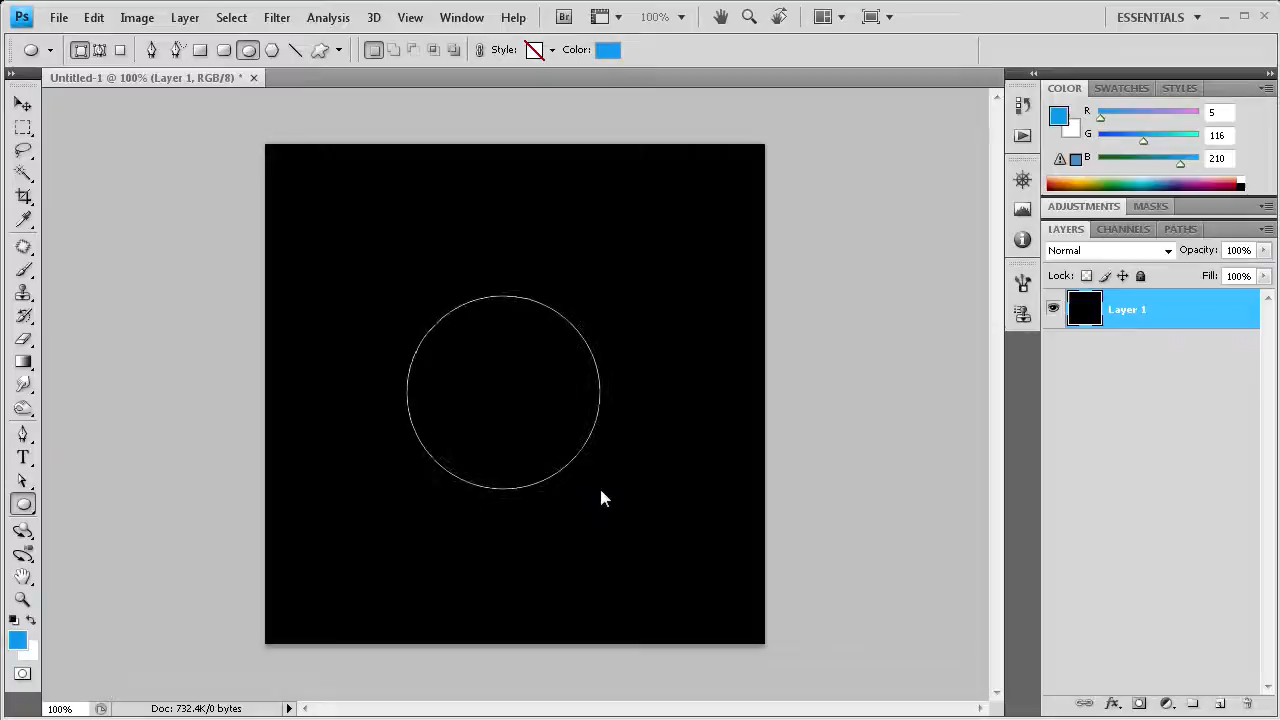 Ps File Edit Image Layer Select Filter Analysis 3D View Window Help Br 100% ESSENTIALS
Style: Color:
Untitled-1 @ 100% (Layer 1, RGB/8) *
COLOR SWATCHES STYLES
R 5
G 116
B 210
ADJUSTMENTS MASKS
LAYERS CHANNELS PATHS
Normal Opacity: 100%
Lock: Fill: 100%
Layer 1
T
fx
100% Doc: 732.4K/0 bytes